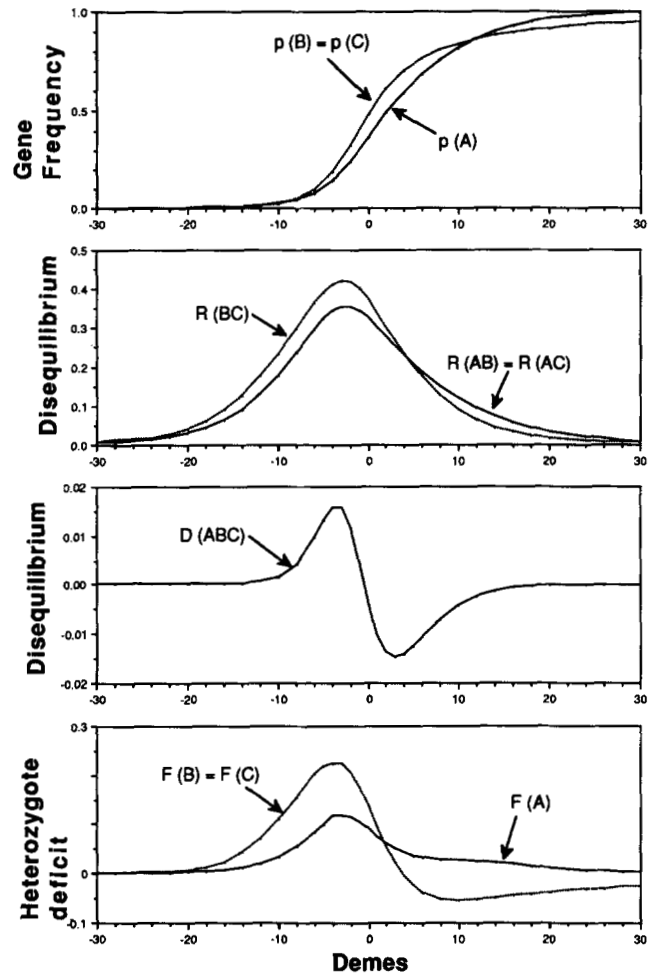 Gene
Frequency
1.0
0.5
0.0
p (B) = p (C)
p (A)
-30 -20 -10 0 10 20 30
Disequilibrium
0.5
0.4
0.3
0.2
0.1
0.0
R (BC)
R (AB) = R (AC)
-30 -20 -10 0 10 20 30
Disequilibrium
0.02
0.01
0.00
-0.01
-0.02
D (ABC)
-30 -20 -10 0 10 20 30
Heterozygote
deficit
0.3
0
-0.1
F (B) = F (C)
F (A)
-30 -20 -10 0 10 20 30
Demes